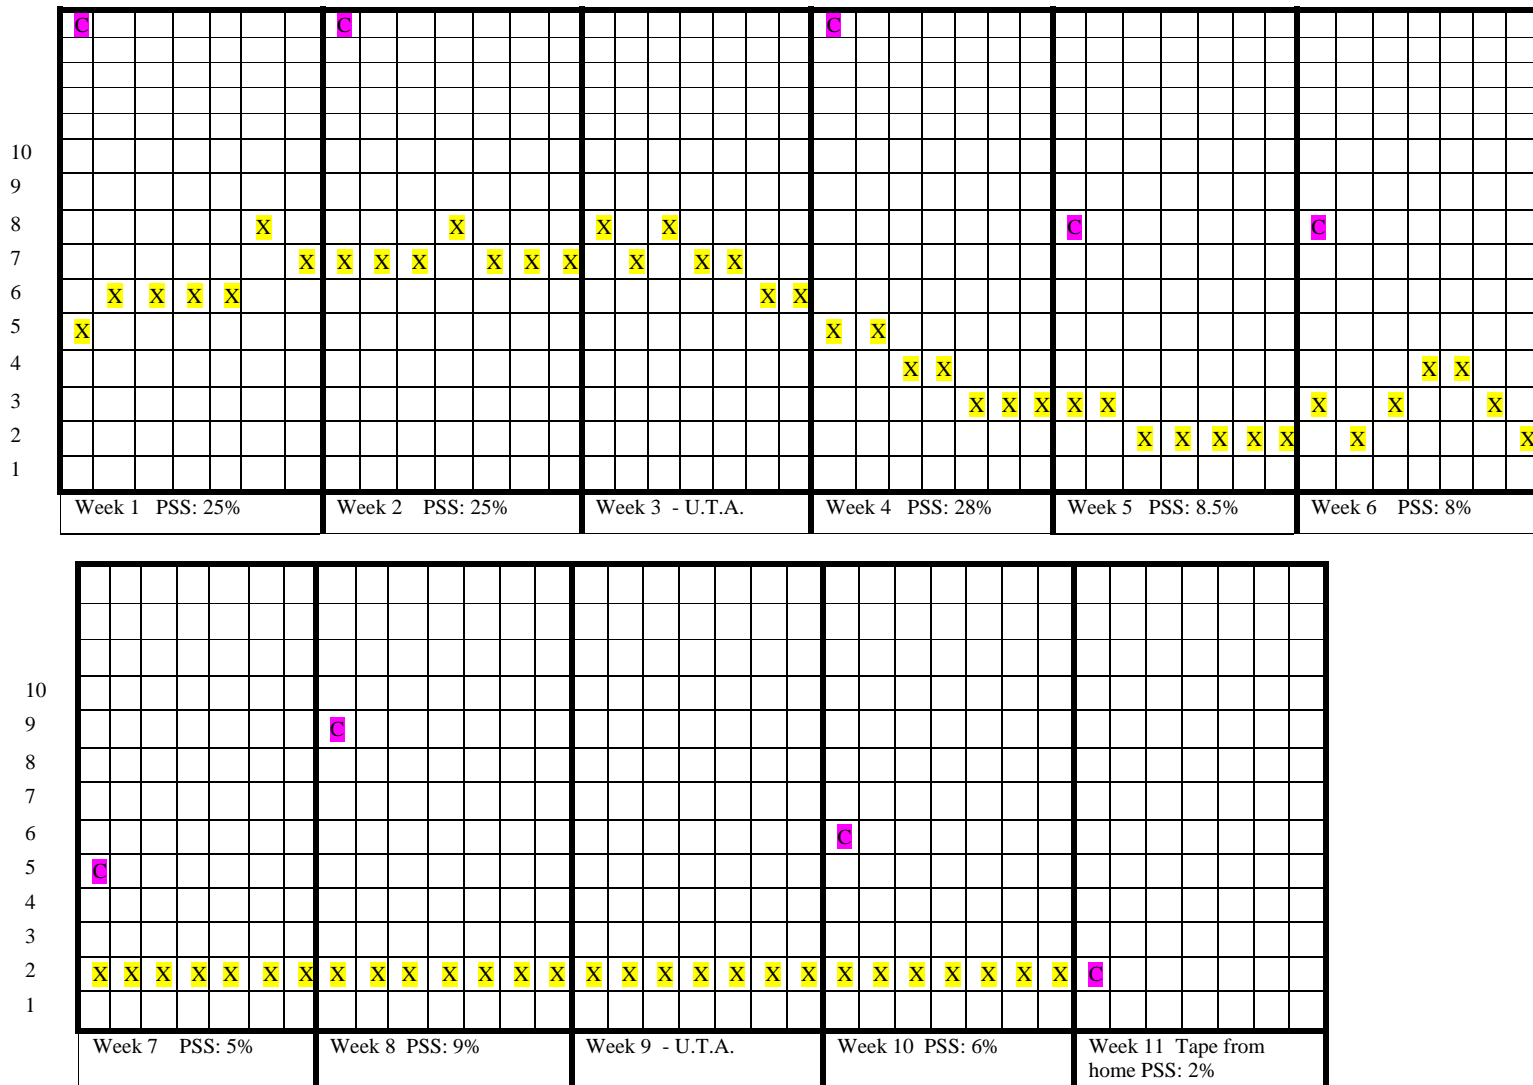 C C C
10
9
8 X X X X C C
7 X X X X X X X X X X
6 X X X X X X
5 X X X
4 X X X X
3 X X X X X X X X
2 X X X X X X X
1
Week 1 PSS: 25% Week 2 PSS: 25% Week 3 - U.T.A. Week 4 PSS: 28% Week 5 PSS: 8.5% Week 6 PSS: 8%
10
9 C
8
7
6 C
5 C
4
3
2 X X X X X X X X X X X X X X X X X X X X X X X X X X X X C
1
Week 7 PSS: 5% Week 8 PSS: 9% Week 9 - U.T.A. Week 10 PSS: 6% Week 11 Tape from
home PSS: 2%